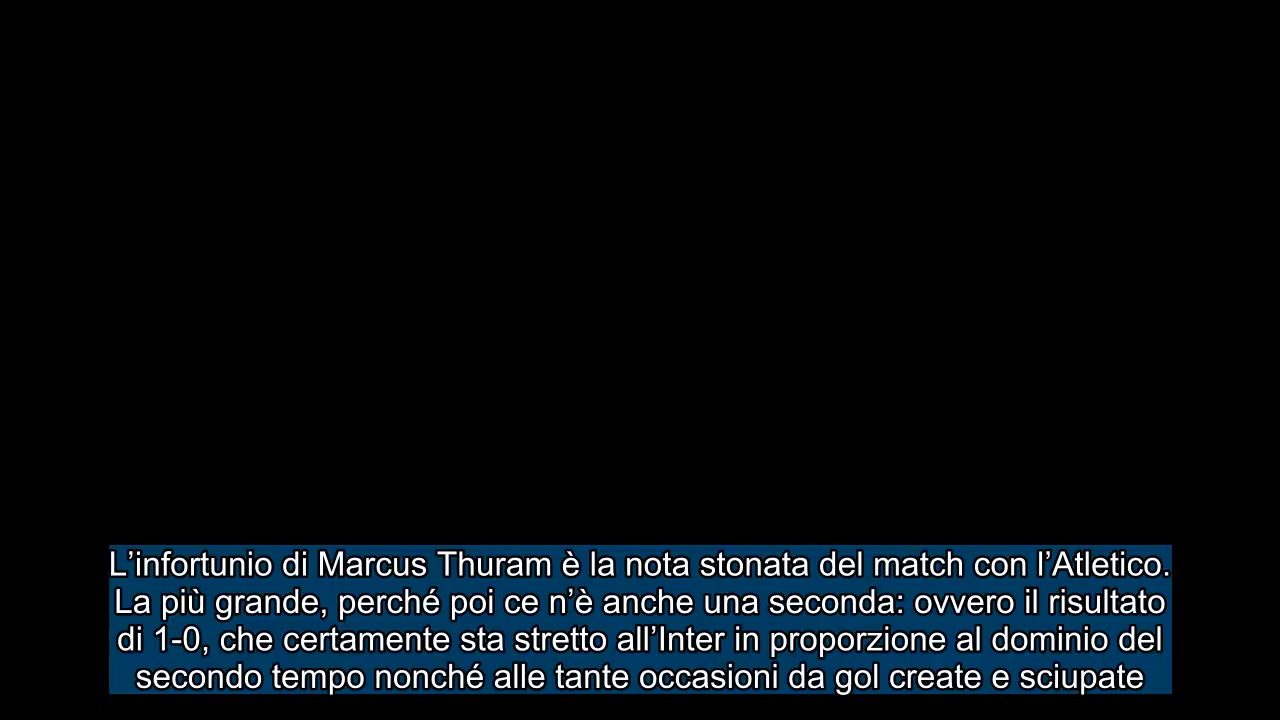 L’infortunio di Marcus Thuram è la nota stonata del match con l’Atletico.
La più grande, perché poi ce n’è anche una seconda: ovvero il risultato
di 1-0, che certamente sta stretto all’Inter in proporzione al dominio del
secondo tempo nonché alle tante occasioni da gol create e sciupate